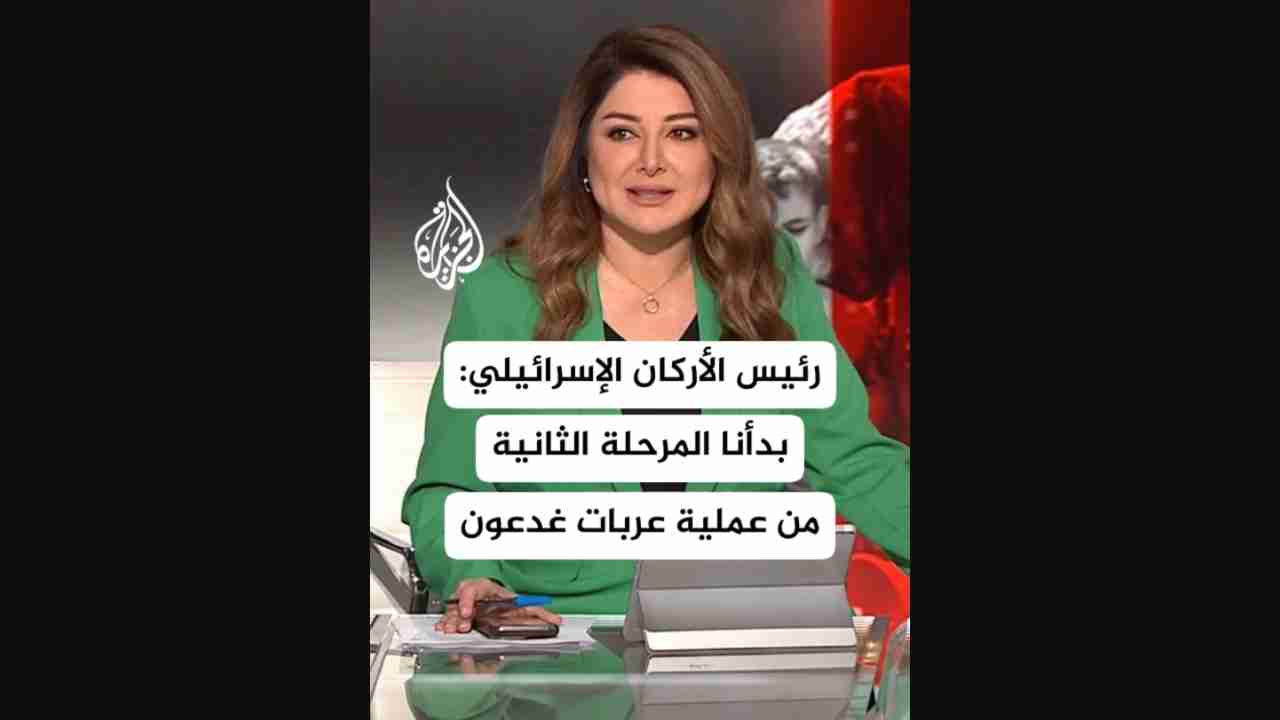 الجزيرة
رئيس الأركان الإسرائيلي:
بدأنا المرحلة الثانية
من عملية عربات غدعون